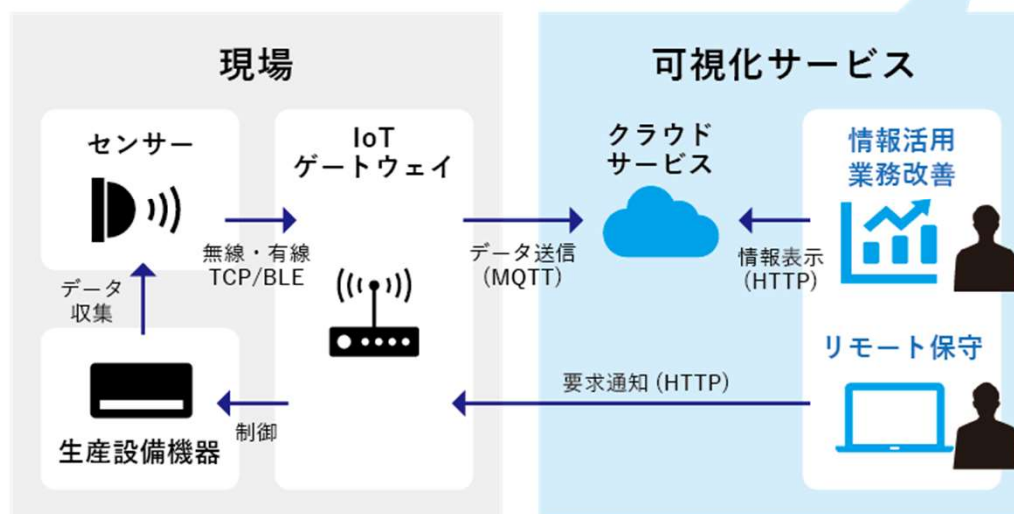 現場
可視化サービス
センサー
IoT
ゲートウェイ
クラウド
サービス
情報活用
業務改善
無線・有線
TCP/BLE
データ送信
(MQTT)
情報表示
(HTTP)
データ
収集
リモート保守
要求通知 (HTTP)
制御
生産設備機器